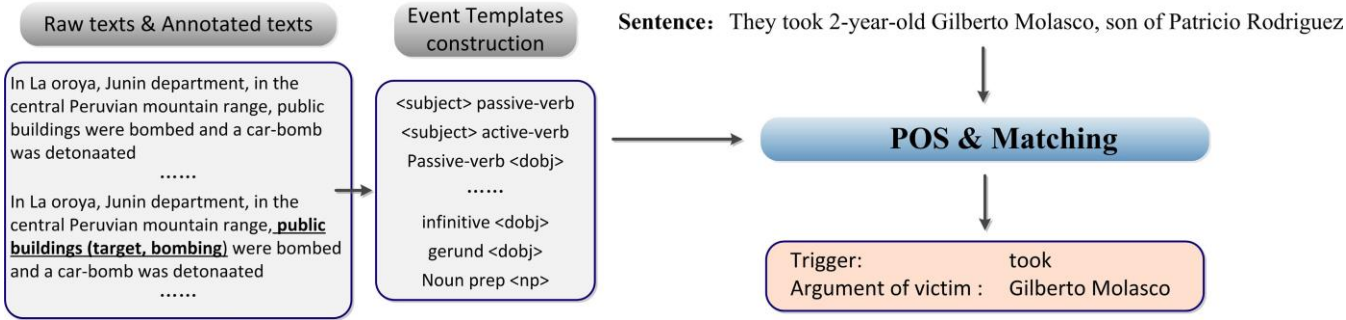 Raw texts & Annotated texts
In La oroya, Junin department, in the
central Peruvian mountain range, public
buildings were bombed and a car-bomb
was detonaated
……
In La oroya, Junin department, in the
central Peruvian mountain range, public
buildings (target, bombing) were bombed
and a car-bomb was detonaated
……
Event Templates
construction
<subject> passive-verb
<subject> active-verb
Passive-verb <dobj>
……
infinitive <dobj>
gerund <dobj>
Noun prep <np>
Sentence: They took 2-year-old Gilberto Molasco, son of Patricio Rodriguez
POS & Matching
Trigger: took
Argument of victim : Gilberto Molasco